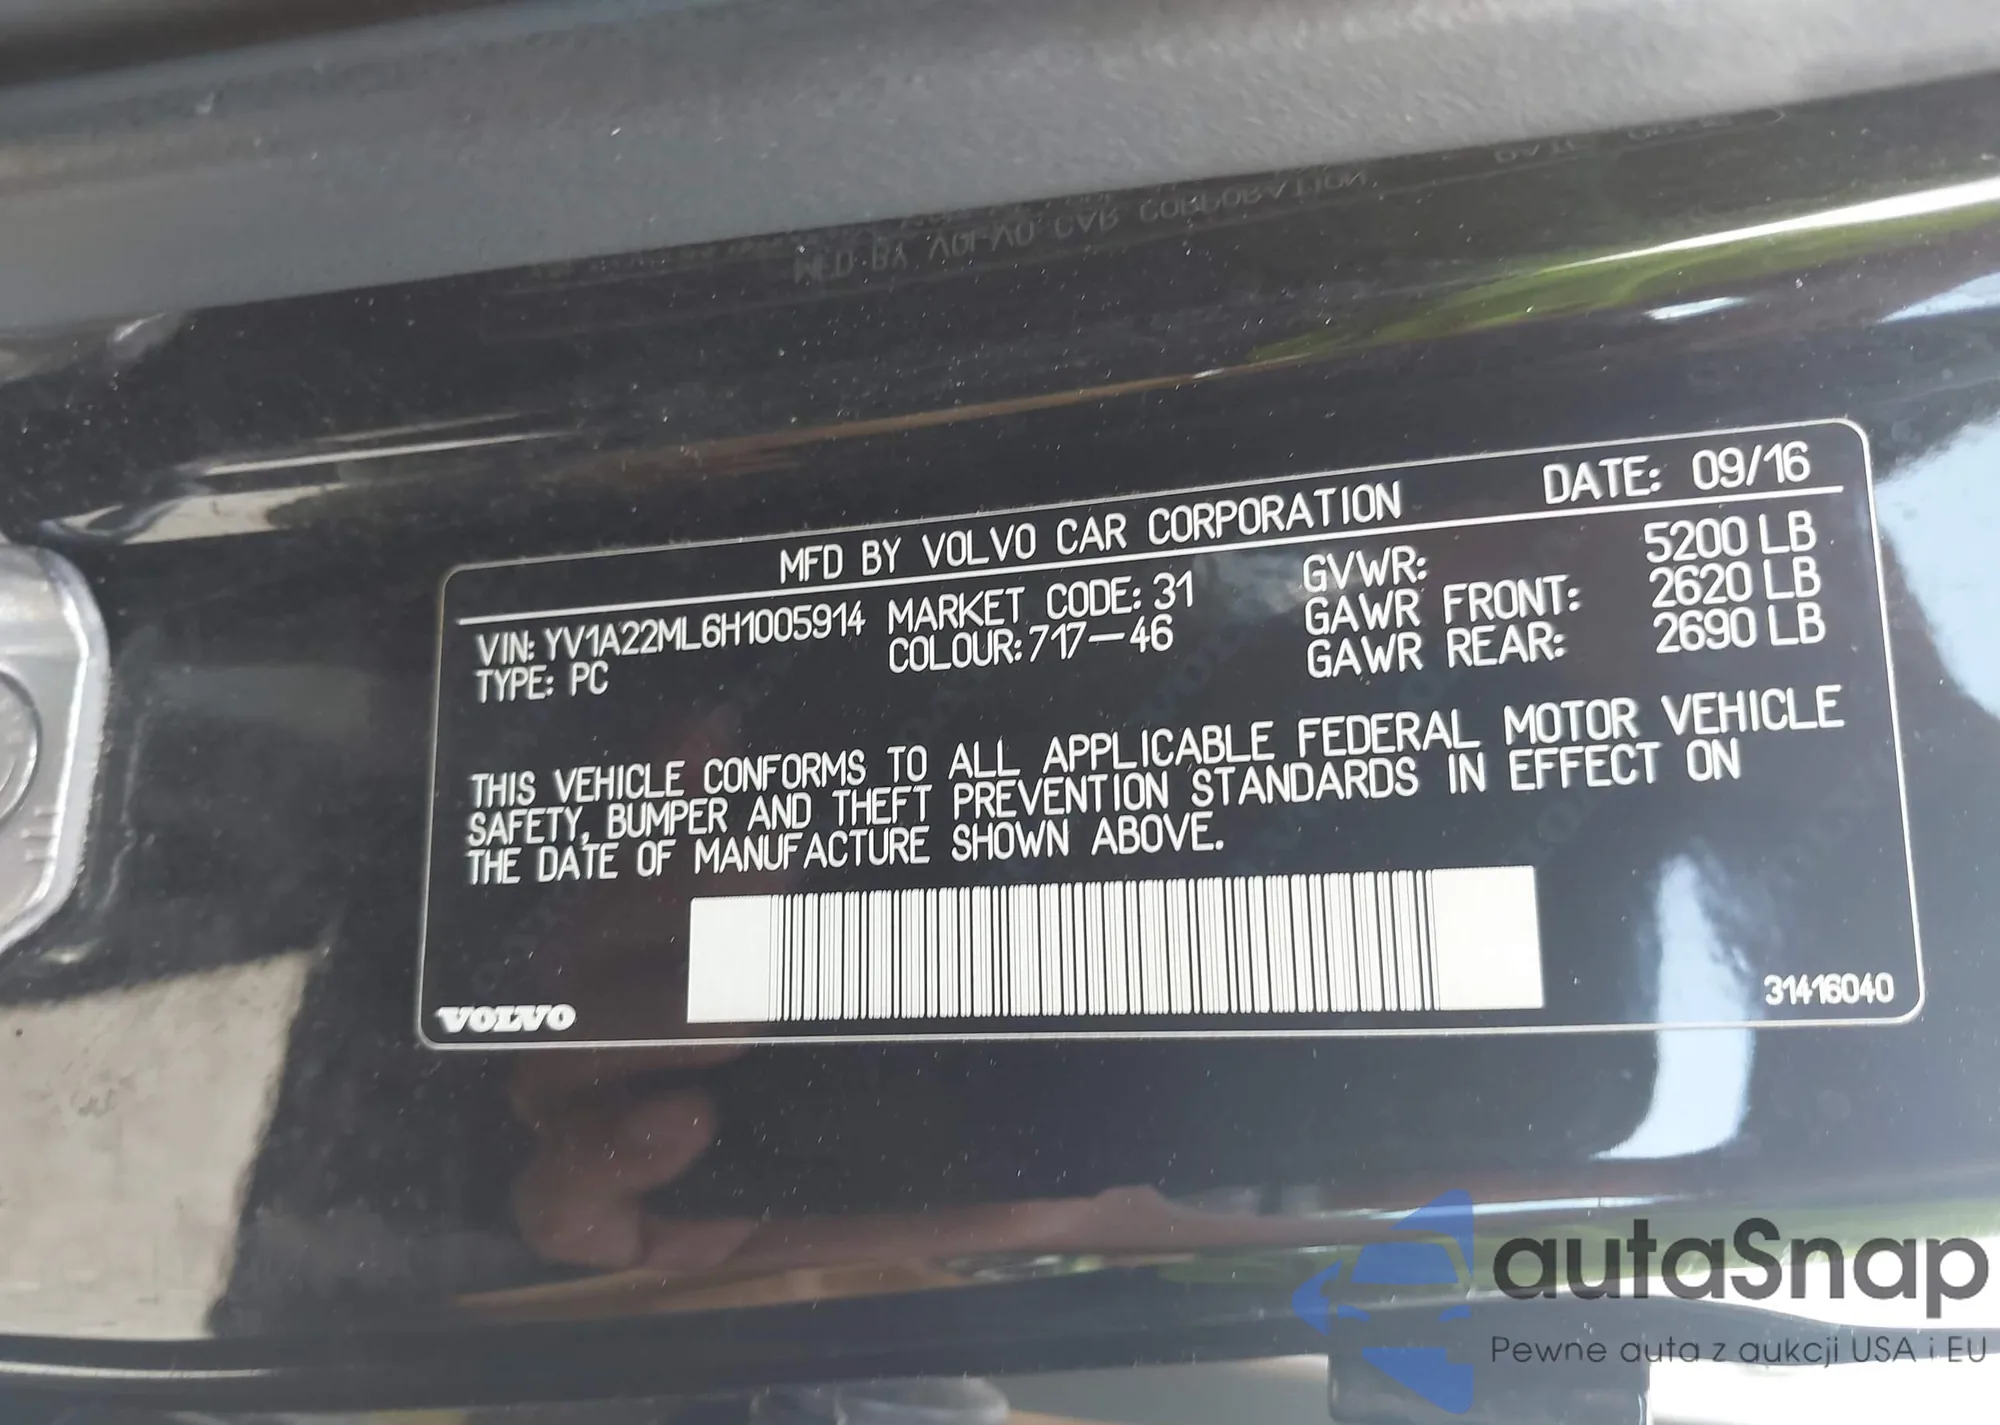 MFD BY VOLVO CAR CORPORATION DATE: 09/16
VIN: YV1A22ML6H1005914 MARKET CODE: 31 GVWR: 5200 LB
TYPE: PC COLOUR: 717-46 GAWR FRONT: 2620 LB
GAWR REAR: 2690 LB
THIS VEHICLE CONFORMS TO ALL APPLICABLE FEDERAL MOTOR VEHICLE
SAFETY, BUMPER AND THEFT PREVENTION STANDARDS IN EFFECT ON
THE DATE OF MANUFACTURE SHOWN ABOVE.
VOLVO
31416040
autaSnap
Pewne auta z aukcji USA i EU